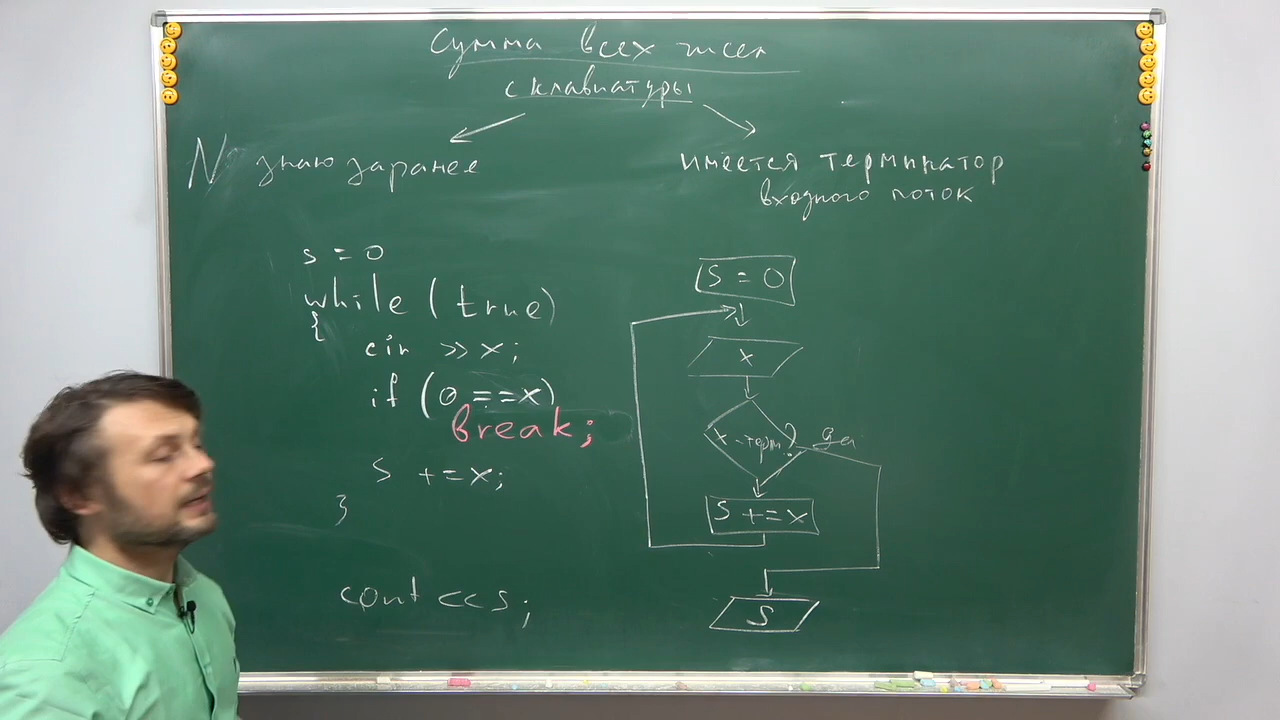 Сумма всех чисел
с клавиатуры
N знаю заранее
имеется терминатор
входного поток
s = 0
while (true)
{
cin >> x;
if (0 == x)
break;
s += x;
}
cout << s;
S = 0
x
x - терм?
да
S += x
S